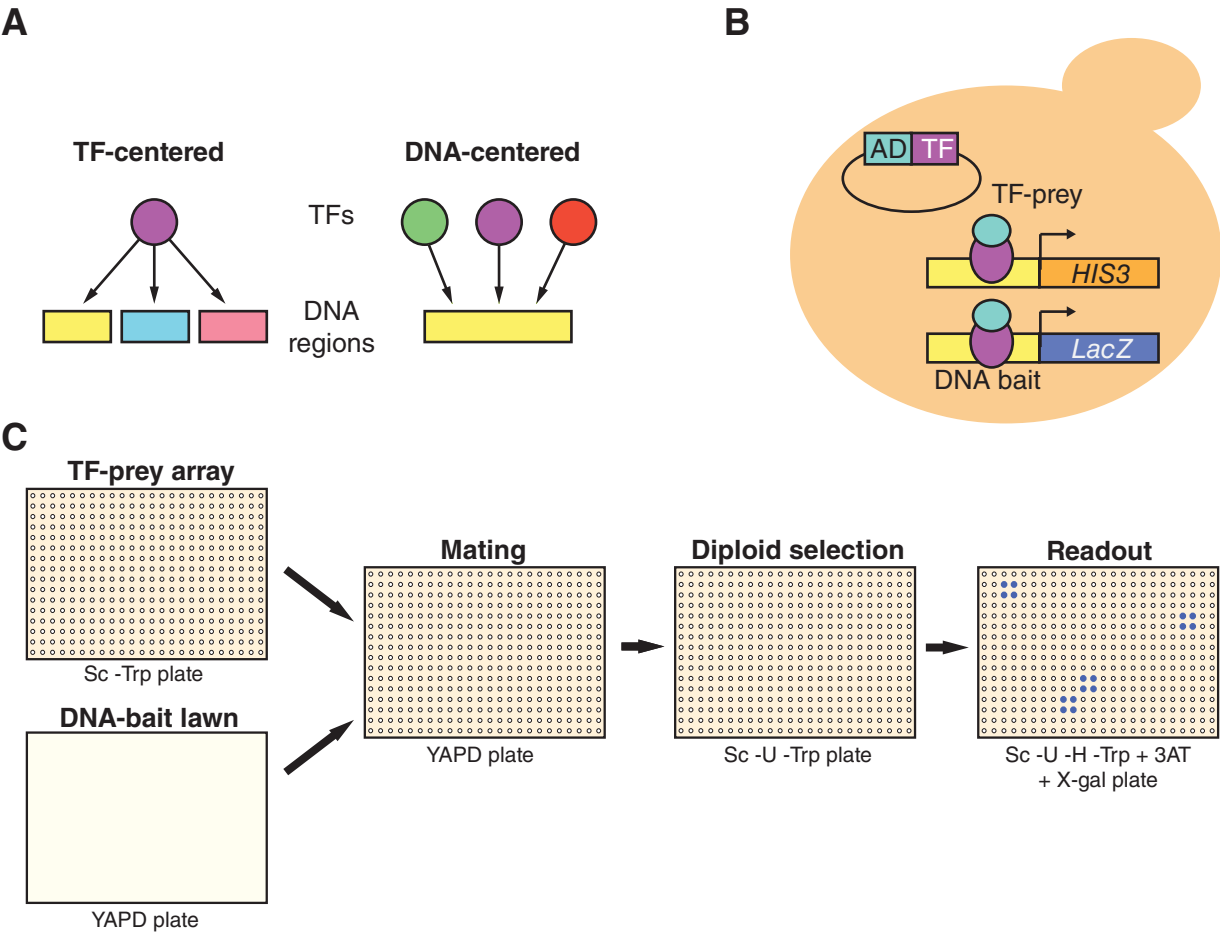 A
TF-centered
DNA-centered
TFs
DNA
regions
B
AD TF
TF-prey
HIS3
LacZ
DNA bait
C
TF-prey array
Sc -Trp plate
DNA-bait lawn
YAPD plate
Mating
YAPD plate
Diploid selection
Sc -U -Trp plate
Readout
Sc -U -H -Trp + 3AT
+ X-gal plate